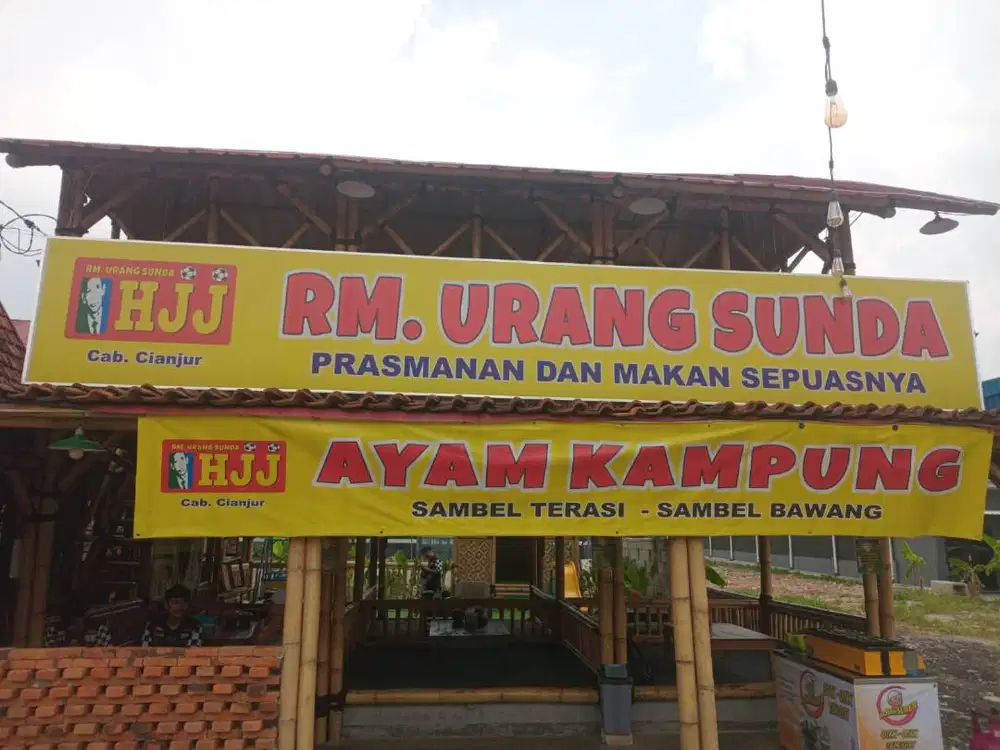 RM. URANG SUNDA
HJJ
Cab. Cianjur
RM. URANG SUNDA
PRASMANAN DAN MAKAN SEPUASNYA
RM. URANG SUNDA
HJJ
Cab. Cianjur
AYAM KAMPUNG
SAMBEL TERASI - SAMBEL BAWANG